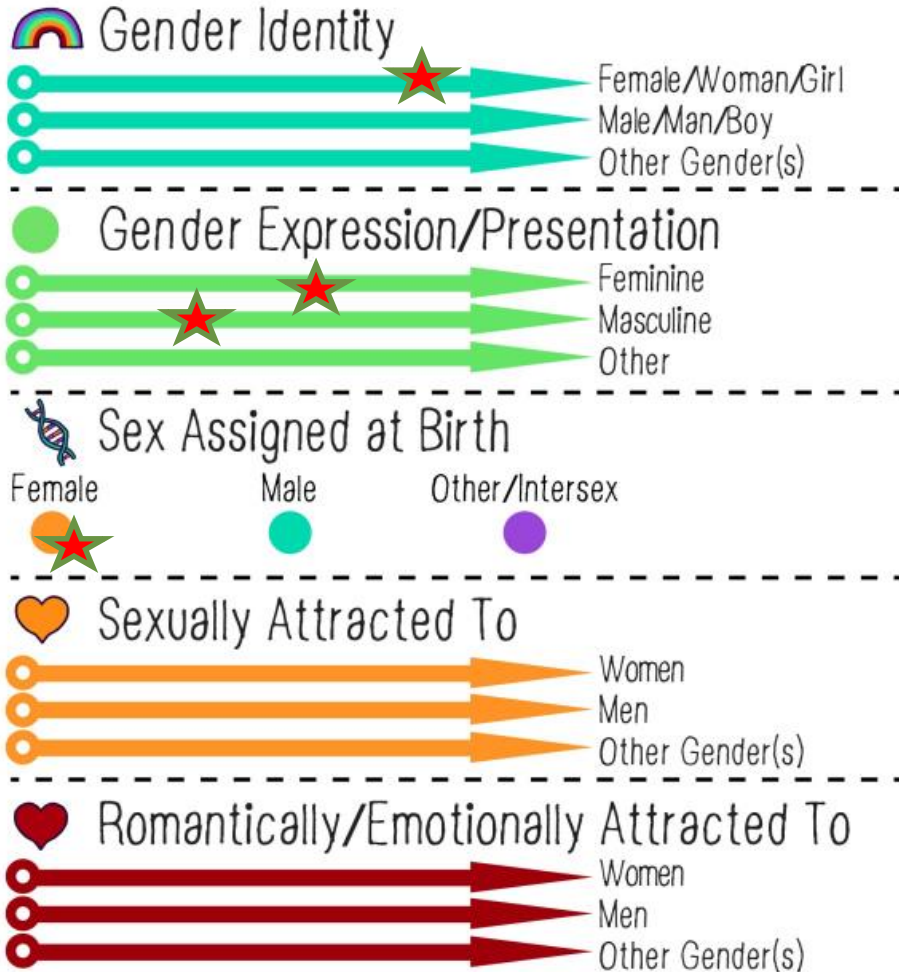 Gender Identity
Female/Woman/Girl
Male/Man/Boy
Other Gender(s)
Gender Expression/Presentation
Feminine
Masculine
Other
Sex Assigned at Birth
Female Male Other/Intersex
Sexually Attracted To
Women
Men
Other Gender(s)
Romantically/Emotionally Attracted To
Women
Men
Other Gender(s)